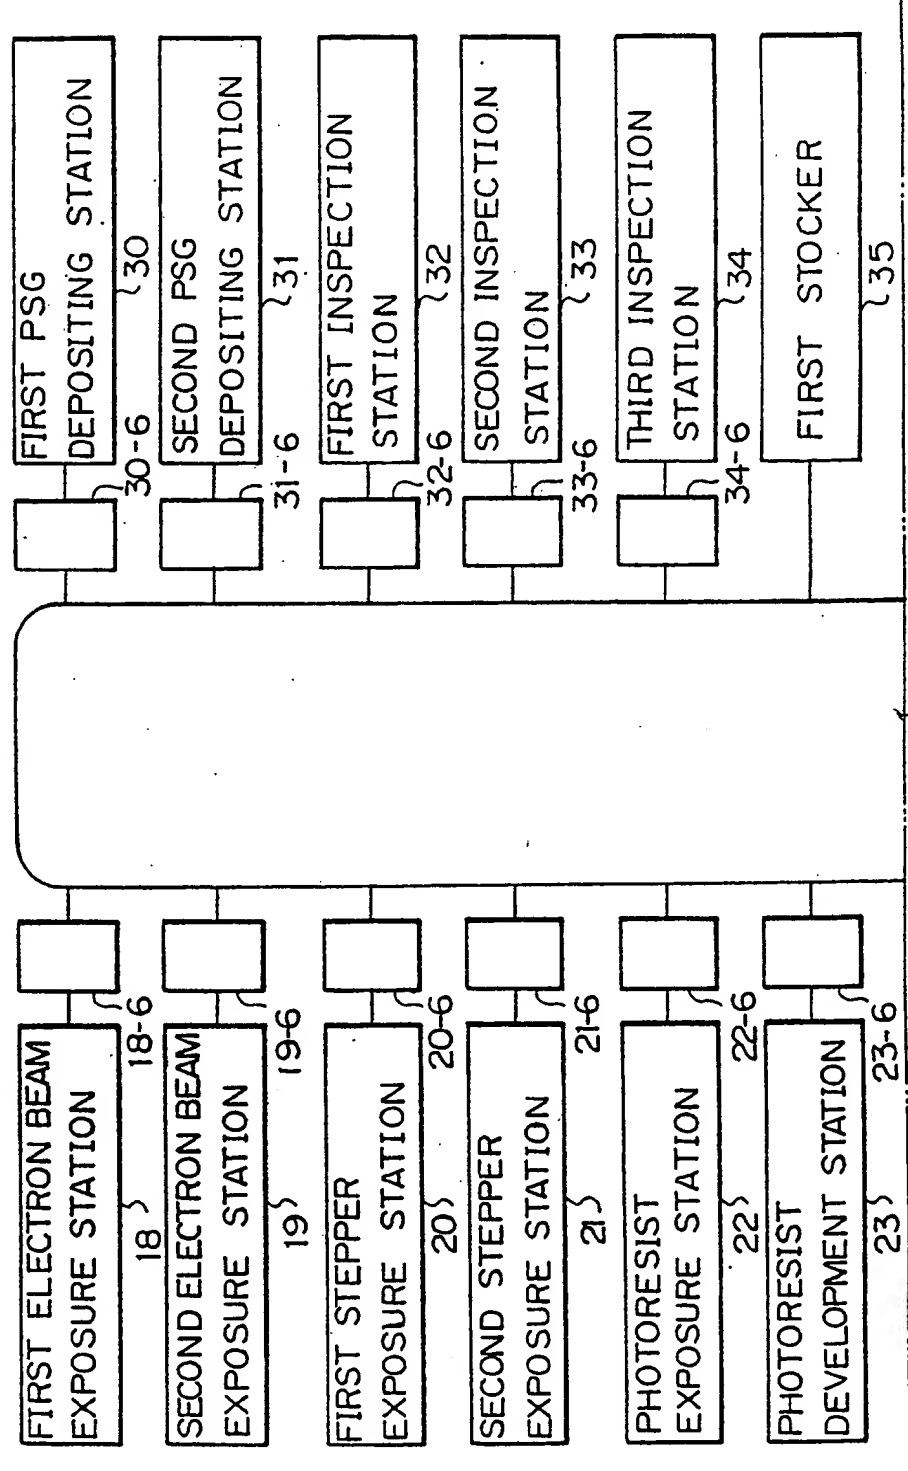 FIRST PSG
DEPOSITING STATION
30
30-6
SECOND PSG
DEPOSITING STATION
31
31-6
FIRST INSPECTION
STATION
32
32-6
SECOND INSPECTION
STATION
33
33-6
THIRD INSPECTION
STATION
34
34-6
FIRST STOCKER
35
FIRST ELECTRON BEAM
EXPOSURE STATION
18
18-6
SECOND ELECTRON BEAM
EXPOSURE STATION
19
19-6
FIRST STEPPER
EXPOSURE STATION
20
20-6
SECOND STEPPER
EXPOSURE STATION
21
21-6
PHOTORESIST
EXPOSURE STATION
22
22-6
PHOTORESIST
DEVELOPMENT STATION
23
23-6